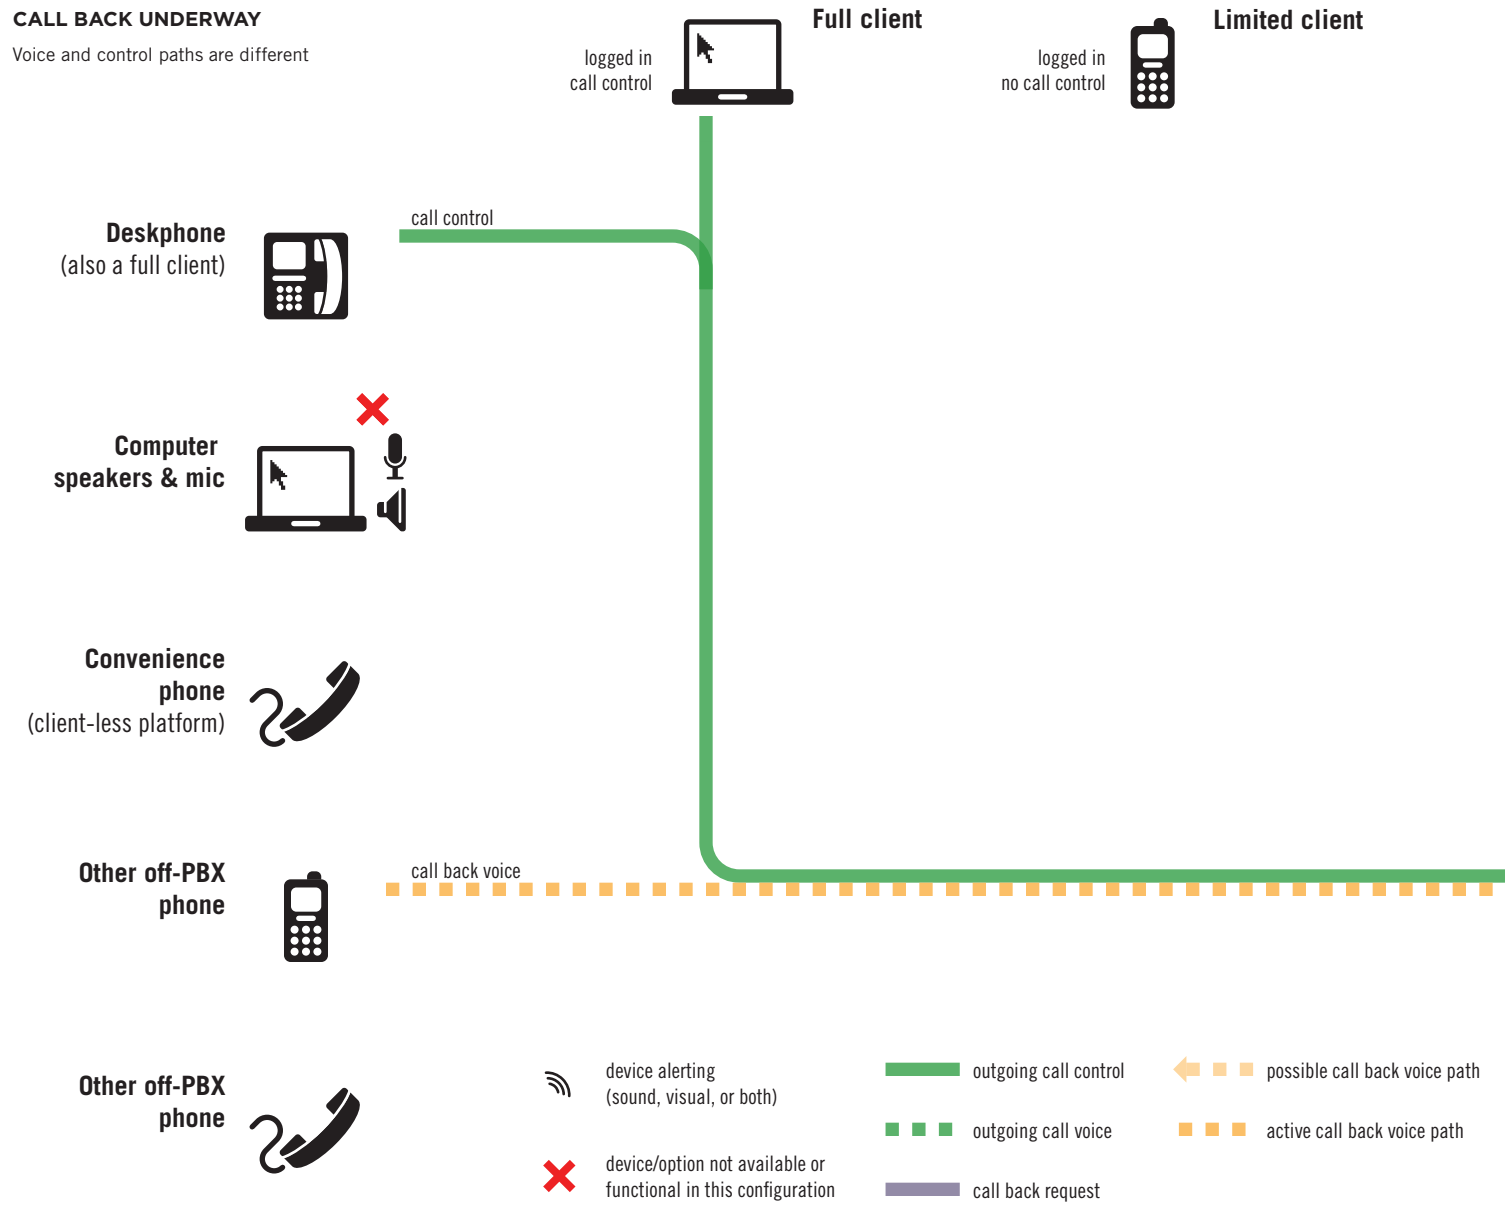 CALL BACK UNDERWAY
Voice and control paths are different
Full client
logged in
call control
Limited client
logged in
no call control
Deskphone
(also a full client)
call control
Computer
speakers & mic
Convenience
phone
(client-less platform)
Other off-PBX
phone
call back voice
Other off-PBX
phone
device alerting
(sound, visual, or both)
device/option not available or
functional in this configuration
outgoing call control
outgoing call voice
call back request
possible call back voice path
active call back voice path